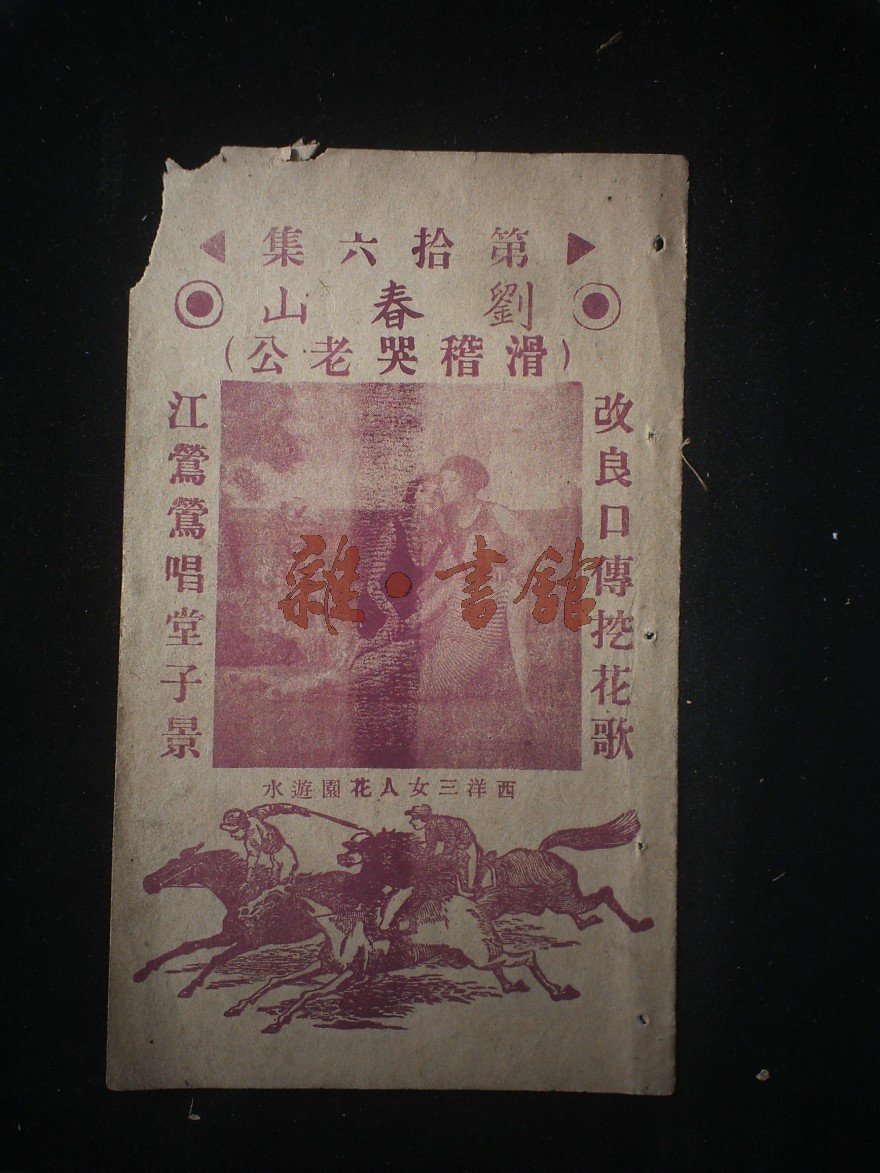 第拾六集
劉春山
(滑稽哭老公)
改良口傳挖花歌
江鶯鶯唱堂子景
雜·書館
西洋三女人花園遊水